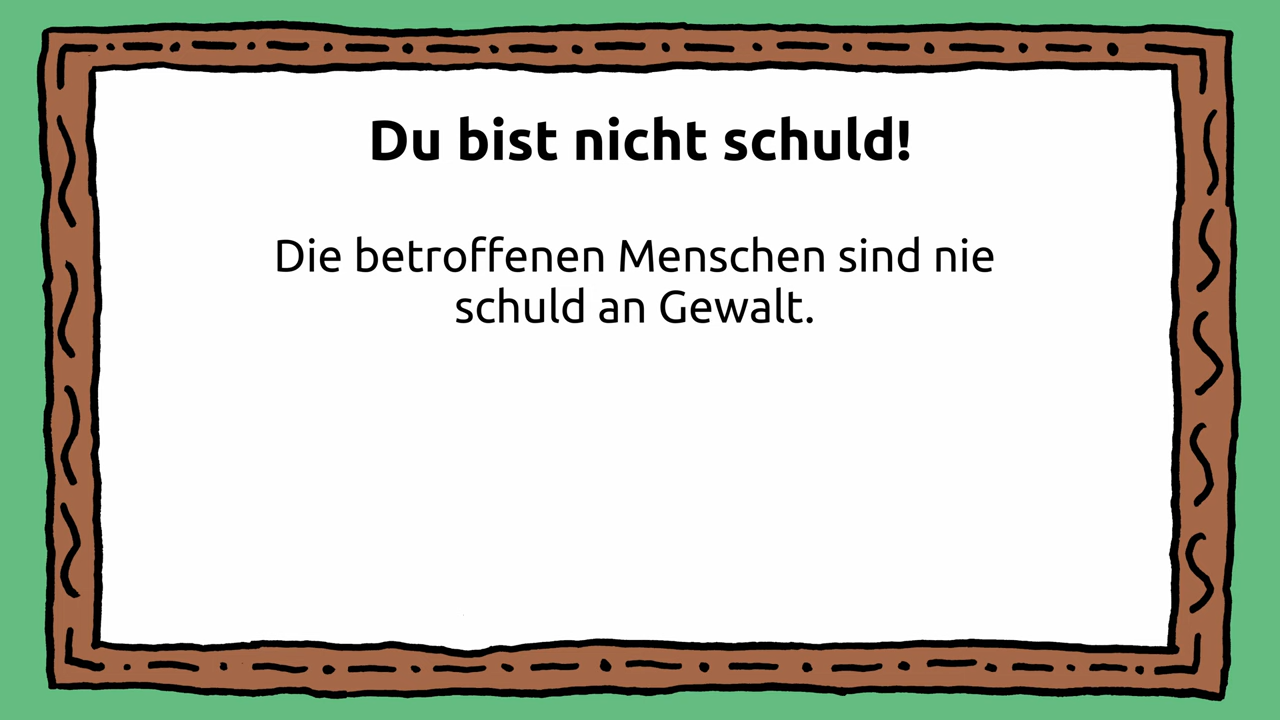 Du bist nicht schuld!
Die betroffenen Menschen sind nie
schuld an Gewalt.